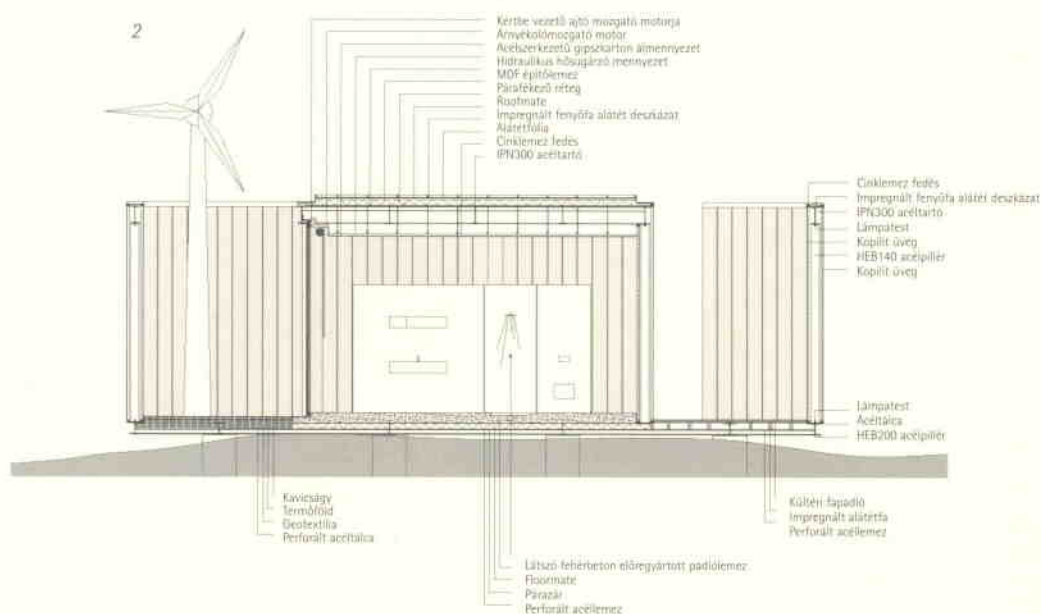 2
Kertbe vezető ajtó mozgató motorja
Árnyékolómozgató motor
Acélszerkezetű gipszkarton álmennyezet
Hidraulikus hősugárzó mennyezet
MDF építőlemez
Párafékező réteg
Roofmate
Impregnált fenyőfa alátét deszkázat
Alátétfólia
Cinklemez fedés
IPN300 acéltartó
Cinklemez fedés
Impregnált fenyőfa alátét deszkázat
IPN300 acéltartó
Lámpatest
Kopilit üveg
HEB140 acélpillér
Kopilit üveg
Lámpatest
Acéltálca
HEB200 acélpillér
Kavicságy
Termőföld
Geotextília
Perforált acéltálca
Kültéri fapadló
Impregnált alátétfa
Perforált acéllemez
Látszó fehérbeton előregyártott padlólemez
Floormate
Párazár
Perforált acéllemez